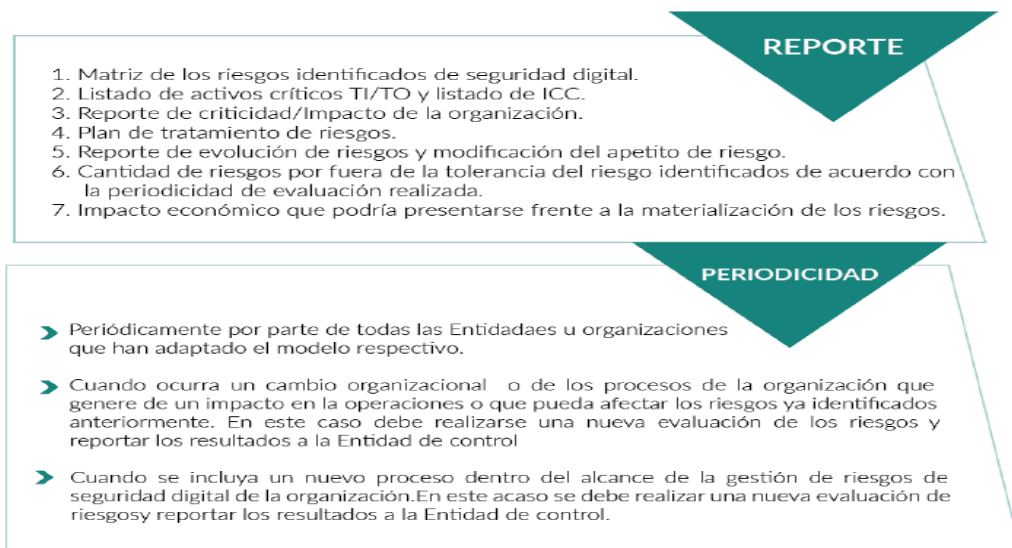 REPORTE
1. Matriz de los riesgos identificados de seguridad digital.
2. Listado de activos críticos TI/TO y listado de ICC.
3. Reporte de criticidad/Impacto de la organización.
4. Plan de tratamiento de riesgos.
5. Reporte de evolución de riesgos y modificación del apetito de riesgo.
6. Cantidad de riesgos por fuera de la tolerancia del riesgo identificados de acuerdo con
la periodicidad de evaluación realizada.
7. Impacto económico que podría presentarse frente a la materialización de los riesgos.
PERIODICIDAD
Periódicamente por parte de todas las Entidadaes u organizaciones
que han adaptado el modelo respectivo.
Cuando ocurra un cambio organizacional o de los procesos de la organización que
genere de un impacto en la operaciones o que pueda afectar los riesgos ya identificados
anteriormente. En este caso debe realizarse una nueva evaluación de los riesgos y
reportar los resultados a la Entidad de control
Cuando se incluya un nuevo proceso dentro del alcance de la gestión de riesgos de
seguridad digital de la organización.En este acaso se debe realizar una nueva evaluación de
riesgosy reportar los resultados a la Entidad de control.